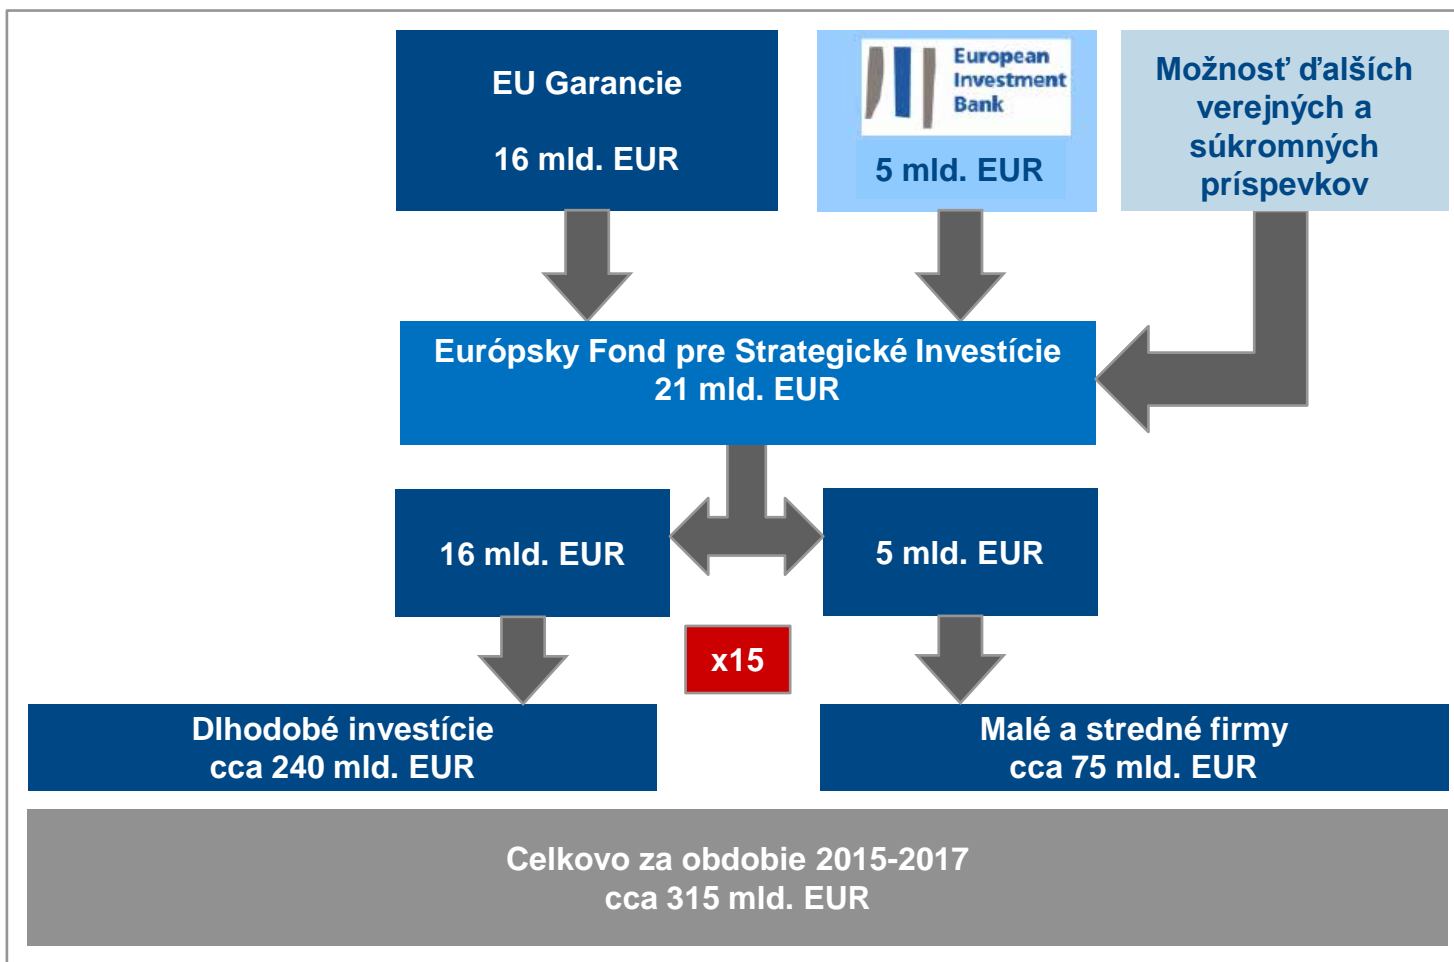 EU Garancie
16 mld. EUR
European
Investment
Bank
5 mld. EUR
Možnosť ďalších
verejných a
súkromných
príspevkov
Európsky Fond pre Strategické Investície
21 mld. EUR
16 mld. EUR
5 mld. EUR
x15
Dlhodobé investície
cca 240 mld. EUR
Malé a stredné firmy
cca 75 mld. EUR
Celkovo za obdobie 2015-2017
cca 315 mld. EUR